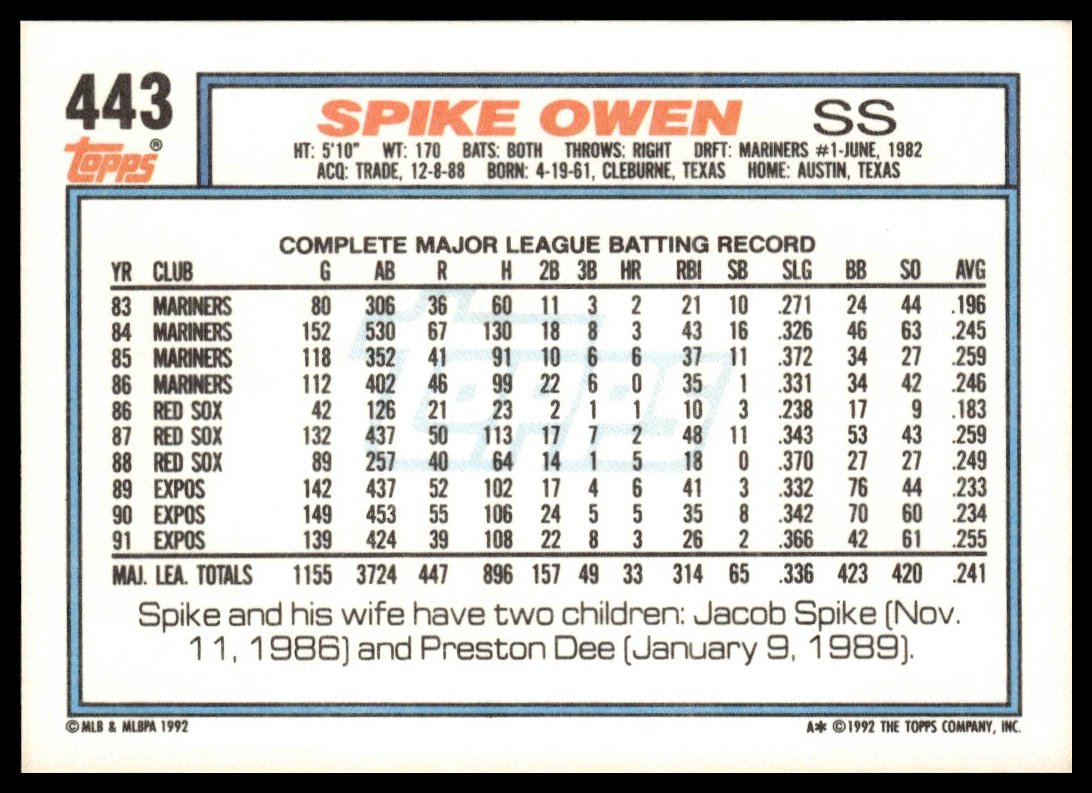 443
Topps®
SPIKE OWEN SS
HT: 5'10" WT: 170 BATS: BOTH THROWS: RIGHT DRFT: MARINERS #1-JUNE, 1982
ACQ: TRADE, 12-8-88 BORN: 4-19-61, CLEBURNE, TEXAS HOME: AUSTIN, TEXAS
COMPLETE MAJOR LEAGUE BATTING RECORD
YR CLUB G AB R H 2B 3B HR RBI SB SLG BB SO AVG
83 MARINERS 80 306 36 60 11 3 2 21 10 .271 24 44 .196
84 MARINERS 152 530 67 130 18 8 3 43 16 .326 46 63 .245
85 MARINERS 118 352 41 91 10 6 6 37 11 .372 34 27 .259
86 MARINERS 112 402 46 99 22 6 0 35 1 .331 34 42 .246
86 RED SOX 42 126 21 23 2 1 1 10 3 .238 17 9 .183
87 RED SOX 132 437 50 113 17 1 2 48 11 .343 53 43 .259
88 RED SOX 89 257 40 64 14 1 5 18 0 .370 27 27 .249
89 EXPOS 142 437 52 102 17 4 6 41 3 .332 76 44 .233
90 EXPOS 149 453 55 106 24 5 5 35 8 .342 70 60 .234
91 EXPOS 139 424 39 108 22 8 3 26 2 .366 42 61 .255
MAJ. LEA. TOTALS 1155 3724 447 896 157 49 33 314 65 .336 423 420 .241
Spike and his wife have two children: Jacob Spike (Nov.
11, 1986) and Preston Dee (January 9, 1989).
© MLB & MLBPA 1992
A* © 1992 THE TOPPS COMPANY, INC.